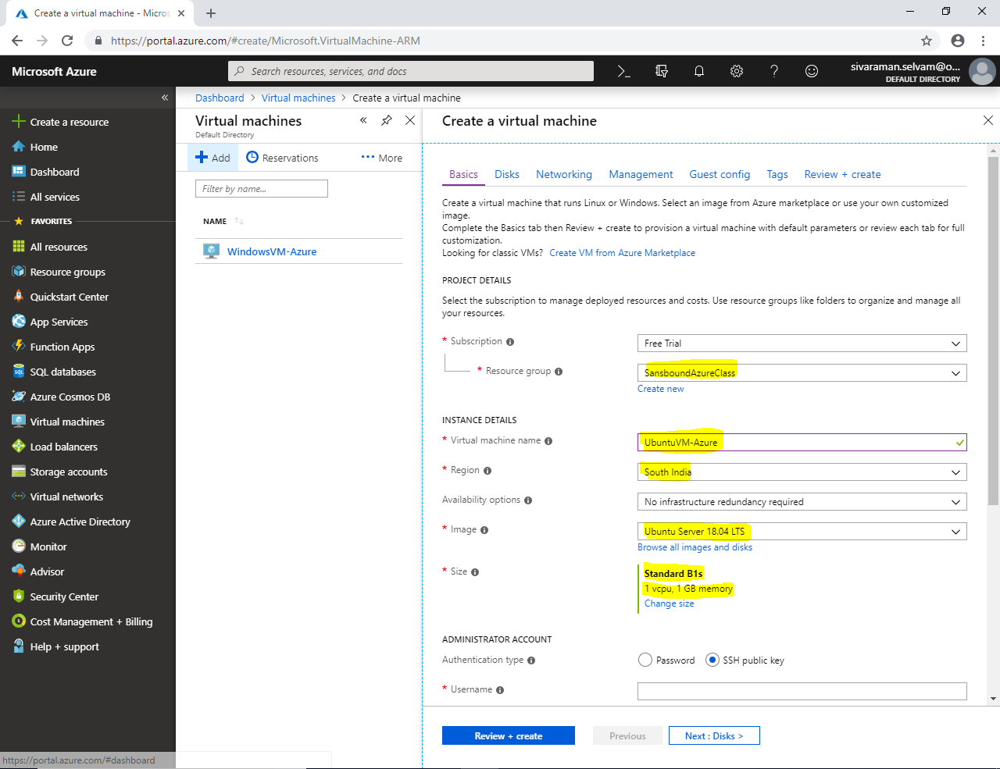 Create a virtual machine - Micros
https://portal.azure.com/#create/Microsoft.VirtualMachine-ARM
Microsoft Azure
Search resources, services, and docs
sivaraman.selvam@o...
DEFAULT DIRECTORY
Create a resource
Home
Dashboard
All services
FAVORITES
All resources
Resource groups
Quickstart Center
App Services
Function Apps
SQL databases
Azure Cosmos DB
Virtual machines
Load balancers
Storage accounts
Virtual networks
Azure Active Directory
Monitor
Advisor
Security Center
Cost Management + Billing
Help + support
https://portal.azure.com/#dashboard
Dashboard > Virtual machines > Create a virtual machine
Virtual machines
Default Directory
Add Reservations ··· More
Filter by name...
NAME
WindowsVM-Azure
Create a virtual machine
Basics Disks Networking Management Guest config Tags Review + create
Create a virtual machine that runs Linux or Windows. Select an image from Azure marketplace or use your own customized
image.
Complete the Basics tab then Review + create to provision a virtual machine with default parameters or review each tab for full
customization.
Looking for classic VMs? Create VM from Azure Marketplace
PROJECT DETAILS
Select the subscription to manage deployed resources and costs. Use resource groups like folders to organize and manage all
your resources.
* Subscription Free Trial
* Resource group SansboundAzureClass
Create new
INSTANCE DETAILS
* Virtual machine name UbuntuVM-Azure
* Region South India
Availability options No infrastructure redundancy required
* Image Ubuntu Server 18.04 LTS
Browse all images and disks
* Size Standard B1s
1 vcpu, 1 GB memory
Change size
ADMINISTRATOR ACCOUNT
Authentication type Password SSH public key
* Username
Review + create Previous Next : Disks >